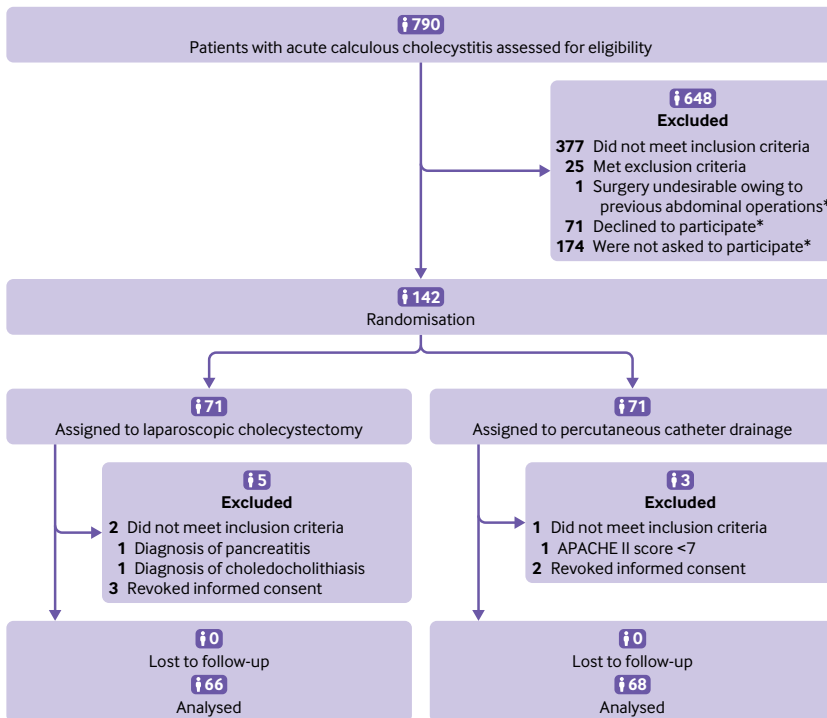 790
Patients with acute calculous cholecystitis assessed for eligibility
648
Excluded
377 Did not meet inclusion criteria
25 Met exclusion criteria
1 Surgery undesirable owing to
previous abdominal operations*
71 Declined to participate*
174 Were not asked to participate*
142
Randomisation
71
Assigned to laparoscopic cholecystectomy
5
Excluded
2 Did not meet inclusion criteria
1 Diagnosis of pancreatitis
1 Diagnosis of choledocholithiasis
3 Revoked informed consent
0
Lost to follow-up
66
Analysed
71
Assigned to percutaneous catheter drainage
3
Excluded
1 Did not meet inclusion criteria
1 APACHE II score <7
2 Revoked informed consent
0
Lost to follow-up
68
Analysed